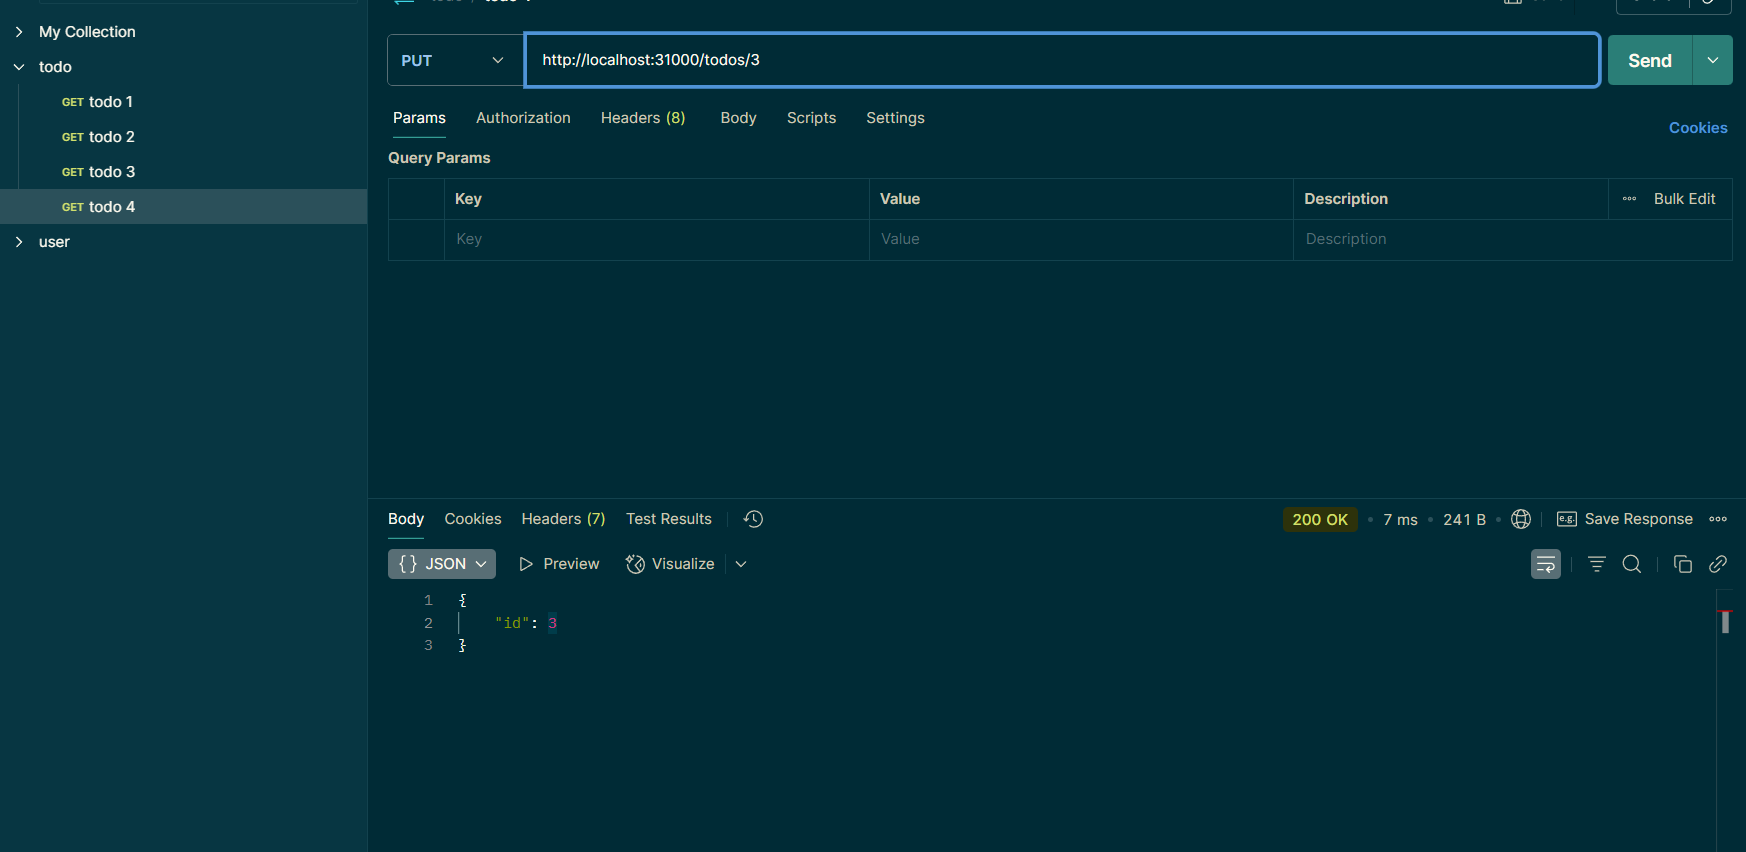 My Collection
todo
GET todo 1
GET todo 2
GET todo 3
GET todo 4
user
PUT
http://localhost:31000/todos/3
Send
Params Authorization Headers (8) Body Scripts Settings
Cookies
Query Params
Key Value Description Bulk Edit
Key Value Description
Body Cookies Headers (7) Test Results
200 OK • 7 ms • 241 B
e.g. Save Response
{} JSON Preview Visualize
1 {
2 "id": 3
3 }